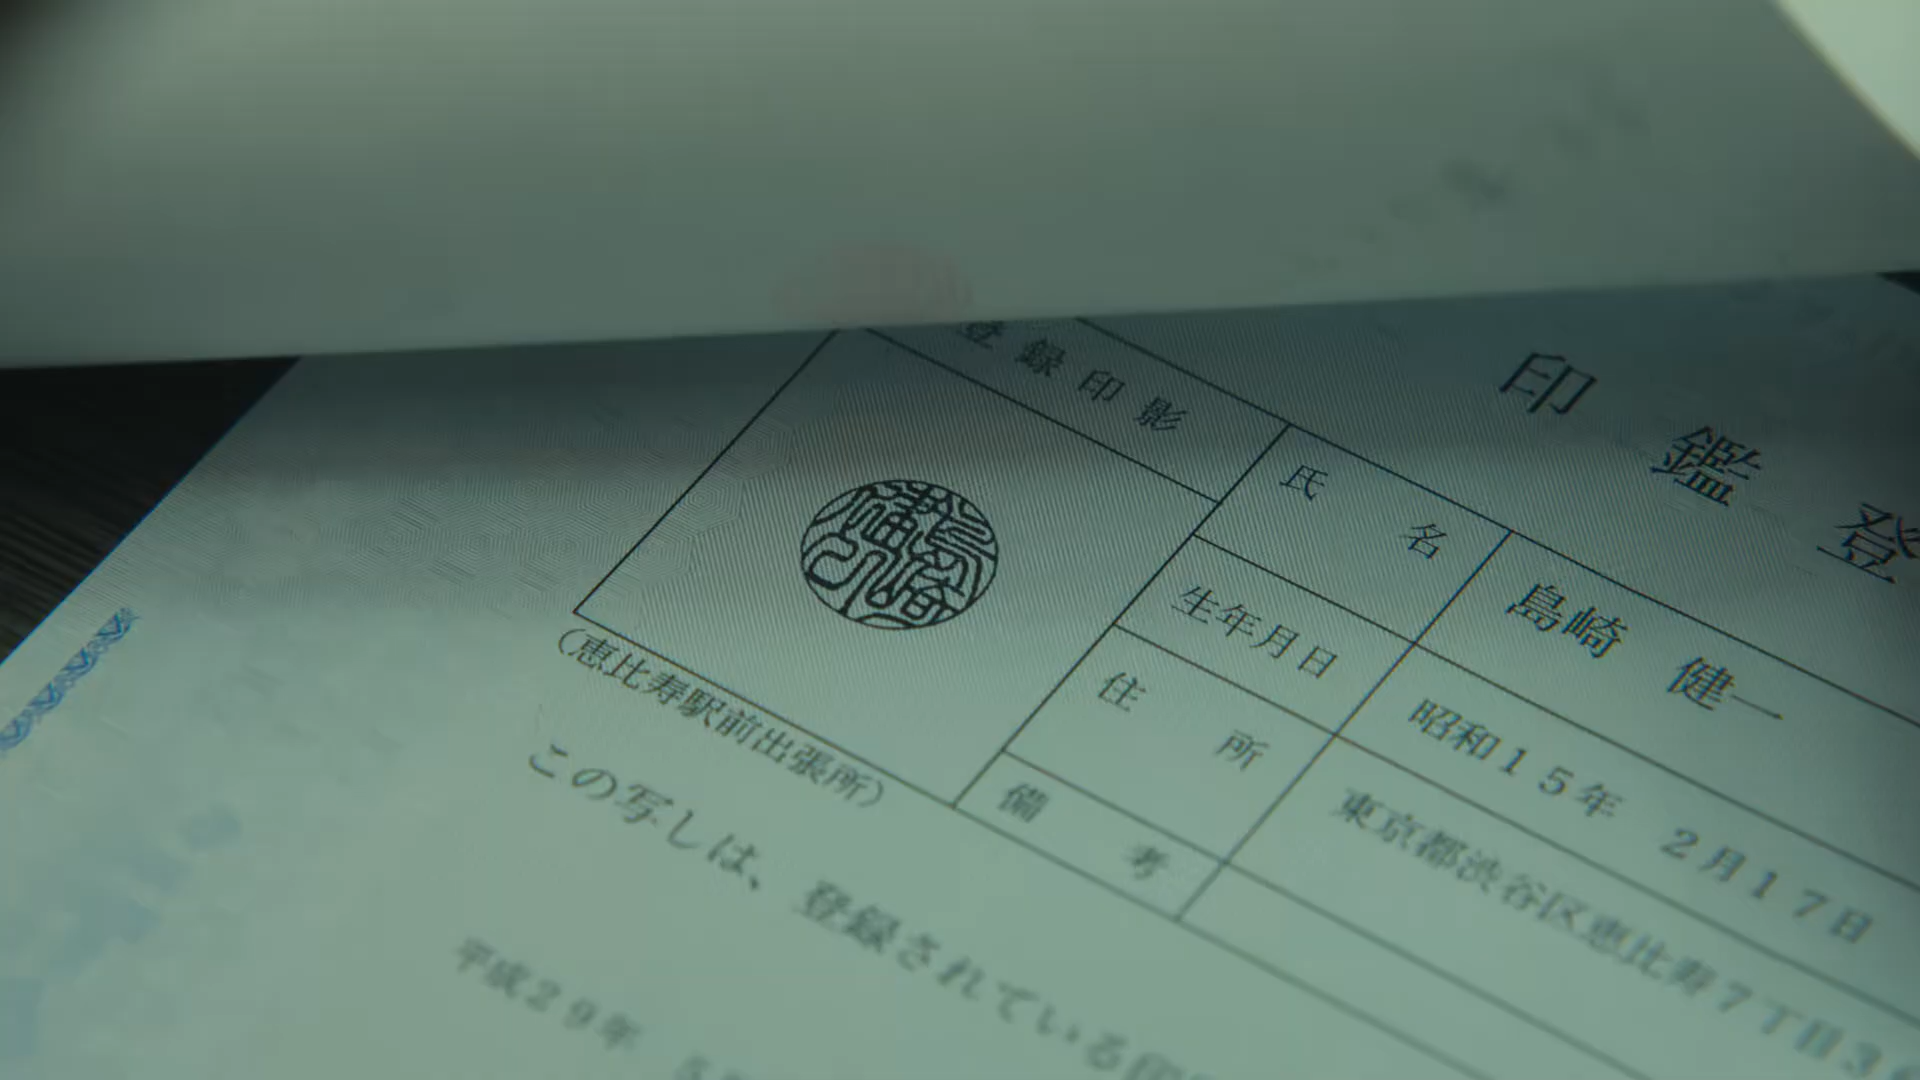 印鑑登
登録印影
氏名 島崎 健一
生年月日 昭和15年 2月17日
住所 東京都渋谷区恵比寿7丁目3
備考
(恵比寿駅前出張所)
この写しは、登録されている印
平成29年 5